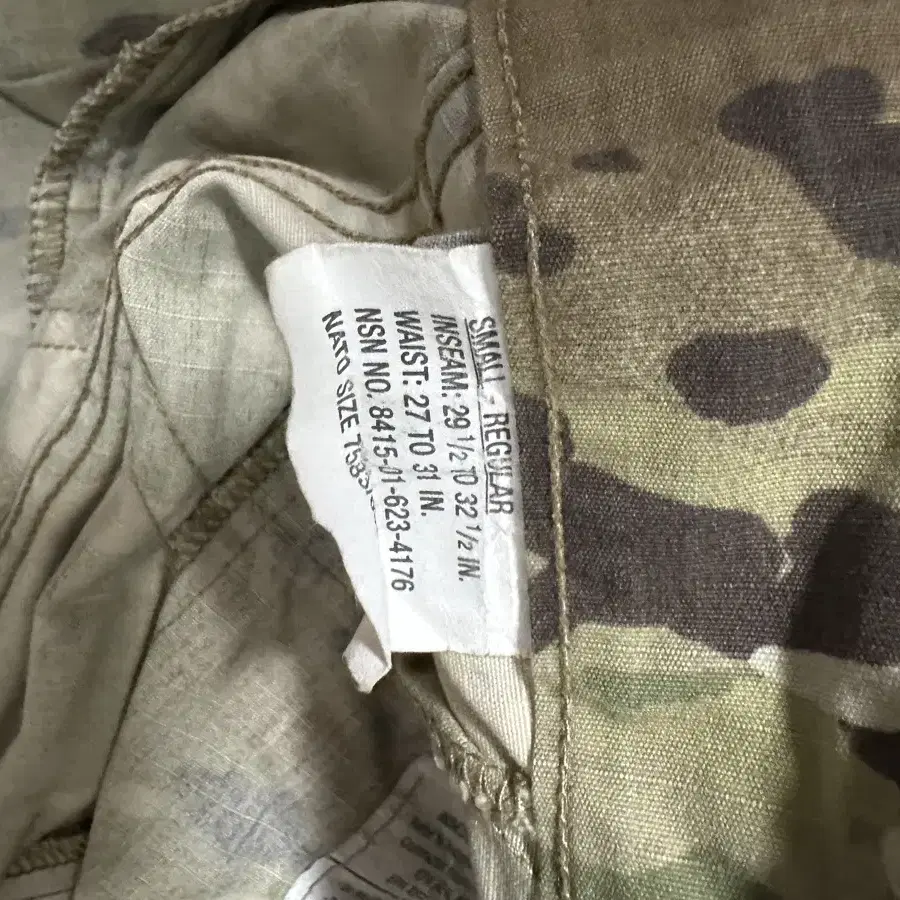 SMALL - REGULAR
INSEAM: 29 1/2 TO 32 1/2 IN.
WAIST: 27 TO 31 IN.
NSN NO. 8415-01-623-4176
NATO SIZE